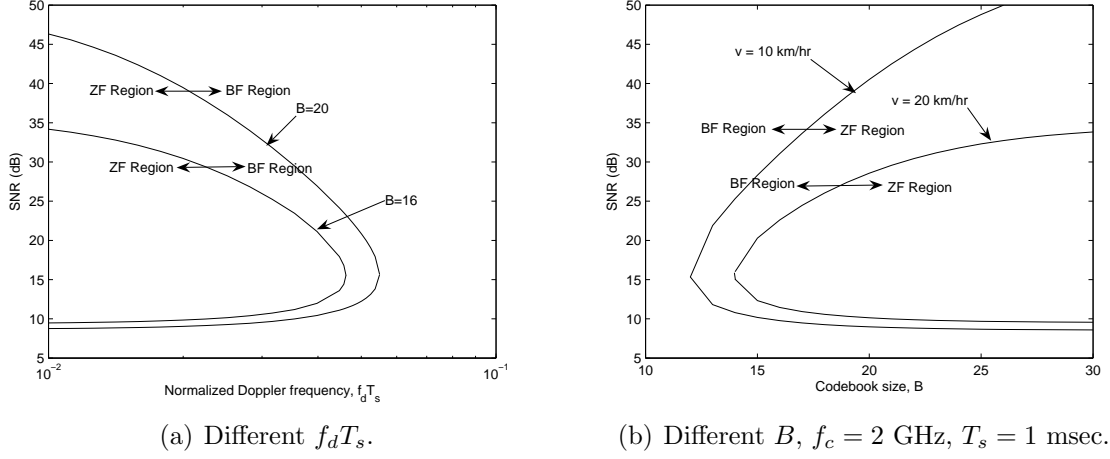 50
45
40
35
30
25
20
15
10
5
SNR (dB)
ZF Region
BF Region
B=20
ZF Region
BF Region
B=16
10⁻²
10⁻¹
Normalized Doppler frequency, f_dT_s
(a) Different f_dT_s.
50
45
40
35
30
25
20
15
10
5
SNR (dB)
v = 10 km/hr
v = 20 km/hr
BF Region
ZF Region
BF Region
ZF Region
10
15
20
25
30
Codebook size, B
(b) Different B, f_c = 2 GHz, T_s = 1 msec.